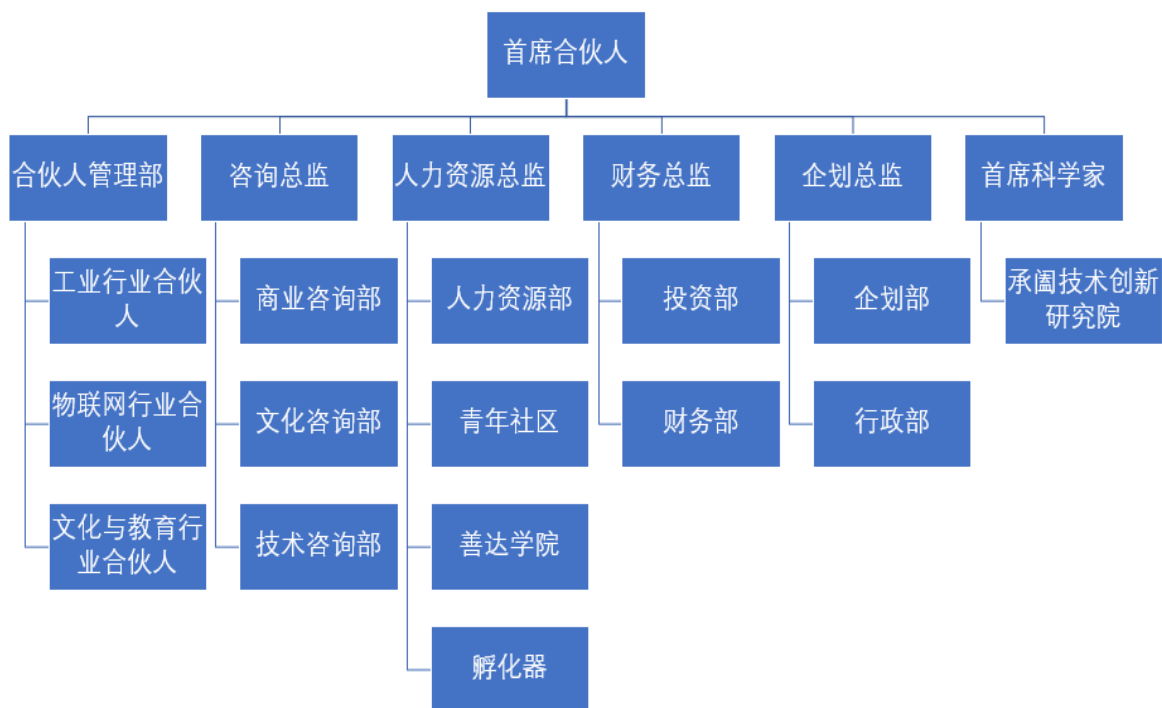 首席合伙人
合伙人管理部
咨询总监
人力资源总监
财务总监
企划总监
首席科学家
工业行业合伙
人
商业咨询部
人力资源部
投资部
企划部
承阖技术创新
研究院
物联网行业合
伙人
文化咨询部
青年社区
财务部
行政部
文化与教育行
业合伙人
技术咨询部
善达学院
孵化器